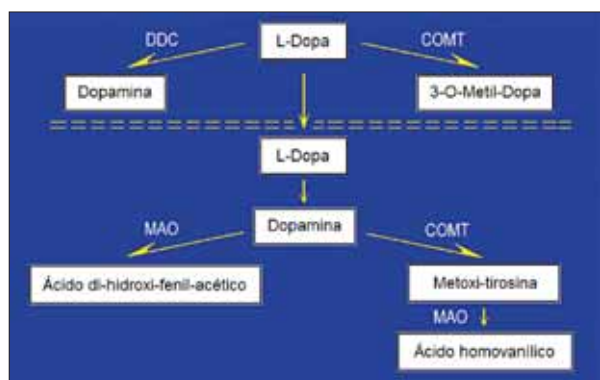 DDC
L-Dopa
COMT
Dopamina
3-O-Metil-Dopa
L-Dopa
MAO
Dopamina
COMT
Ácido di-hidroxi-fenil-acético
Metoxi-tirosina
MAO
Ácido homovanílico